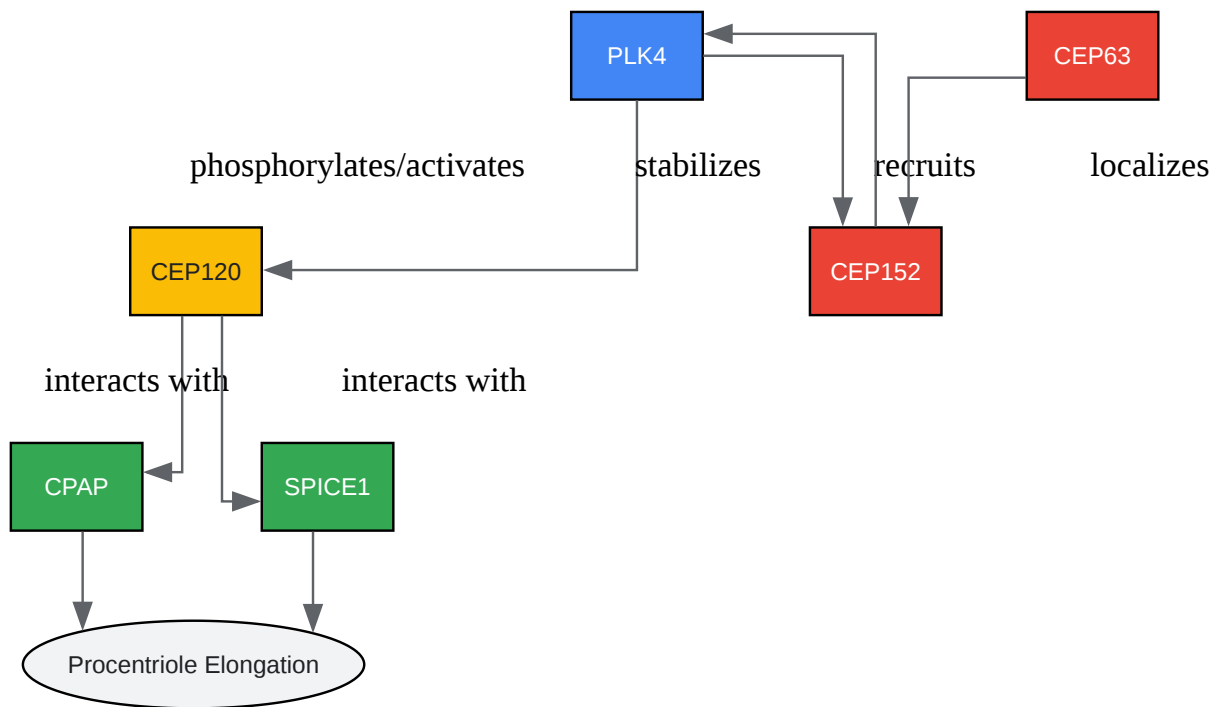 PLK4
CEP63
phosphorylates/activates
stabilizes
recruits
localizes
CEP120
CEP152
interacts with
interacts with
CPAP
SPICE1
Procentriole Elongation